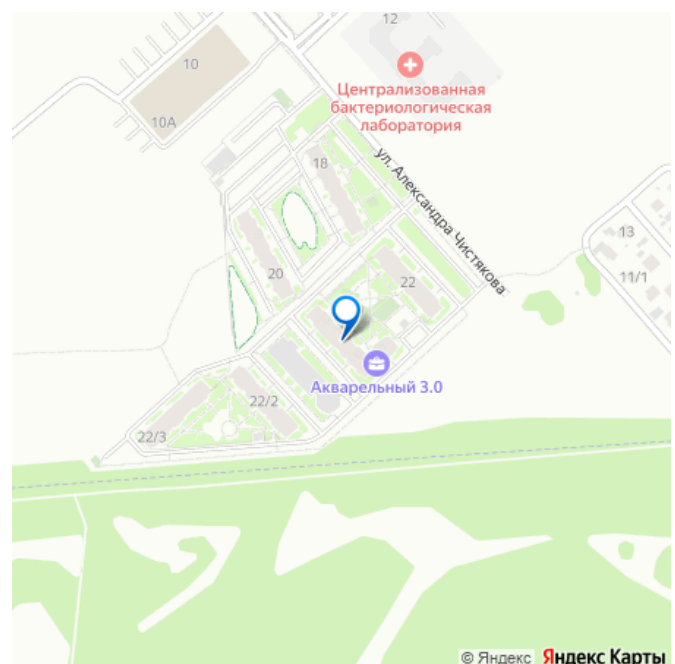 12
10
Централизованная
бактериологическая
лаборатория
10А
18
ул. Александра Чистякова
13
20
22
11/1
Акварельный 3.0
22/2
22/3
© Яндекс Яндекс Карты